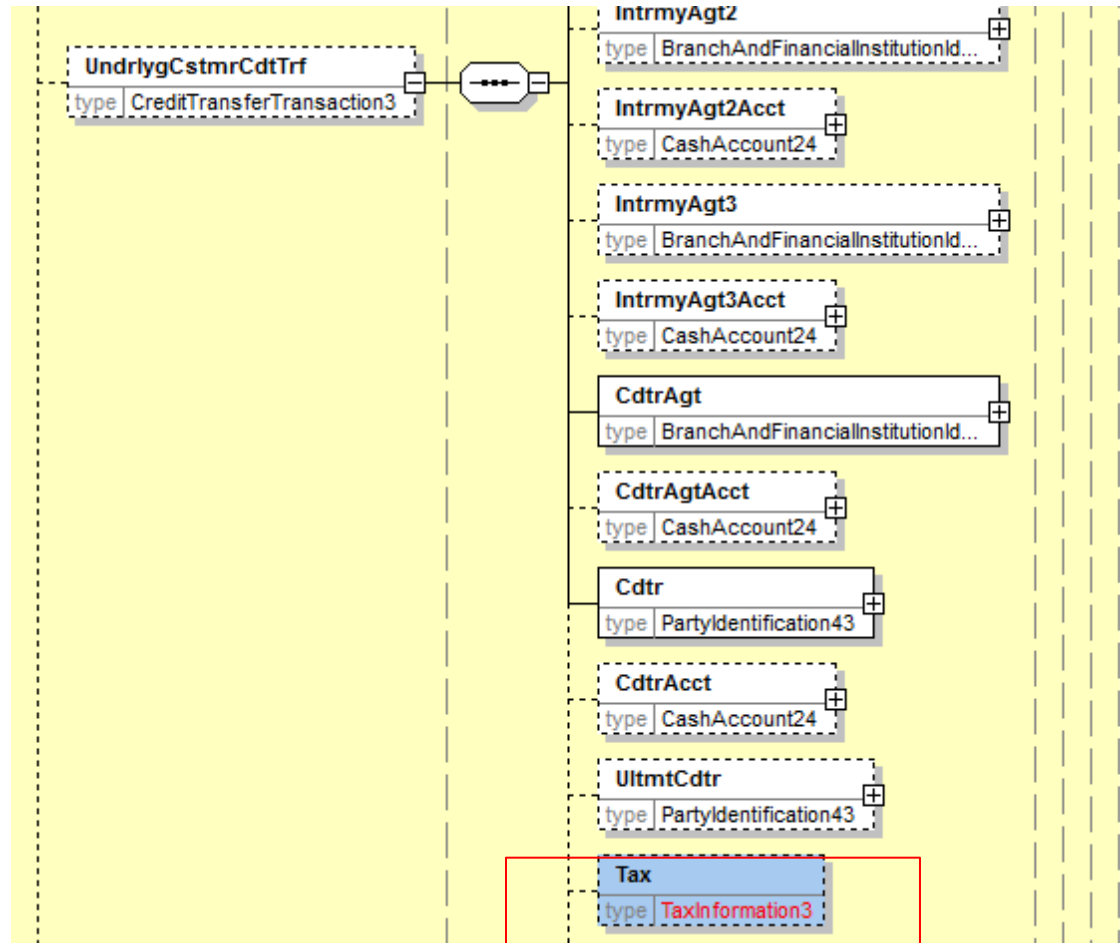 IntrmyAgt2
type BranchAndFinancialInstitutionId...
UndrlygCstmrCdtTrf
type CreditTransferTransaction3
IntrmyAgt2Acct
type CashAccount24
IntrmyAgt3
type BranchAndFinancialInstitutionId...
IntrmyAgt3Acct
type CashAccount24
CdtrAgt
type BranchAndFinancialInstitutionId...
CdtrAgtAcct
type CashAccount24
Cdtr
type PartyIdentification43
CdtrAcct
type CashAccount24
UltmtCdtr
type PartyIdentification43
Tax
type TaxInformation3